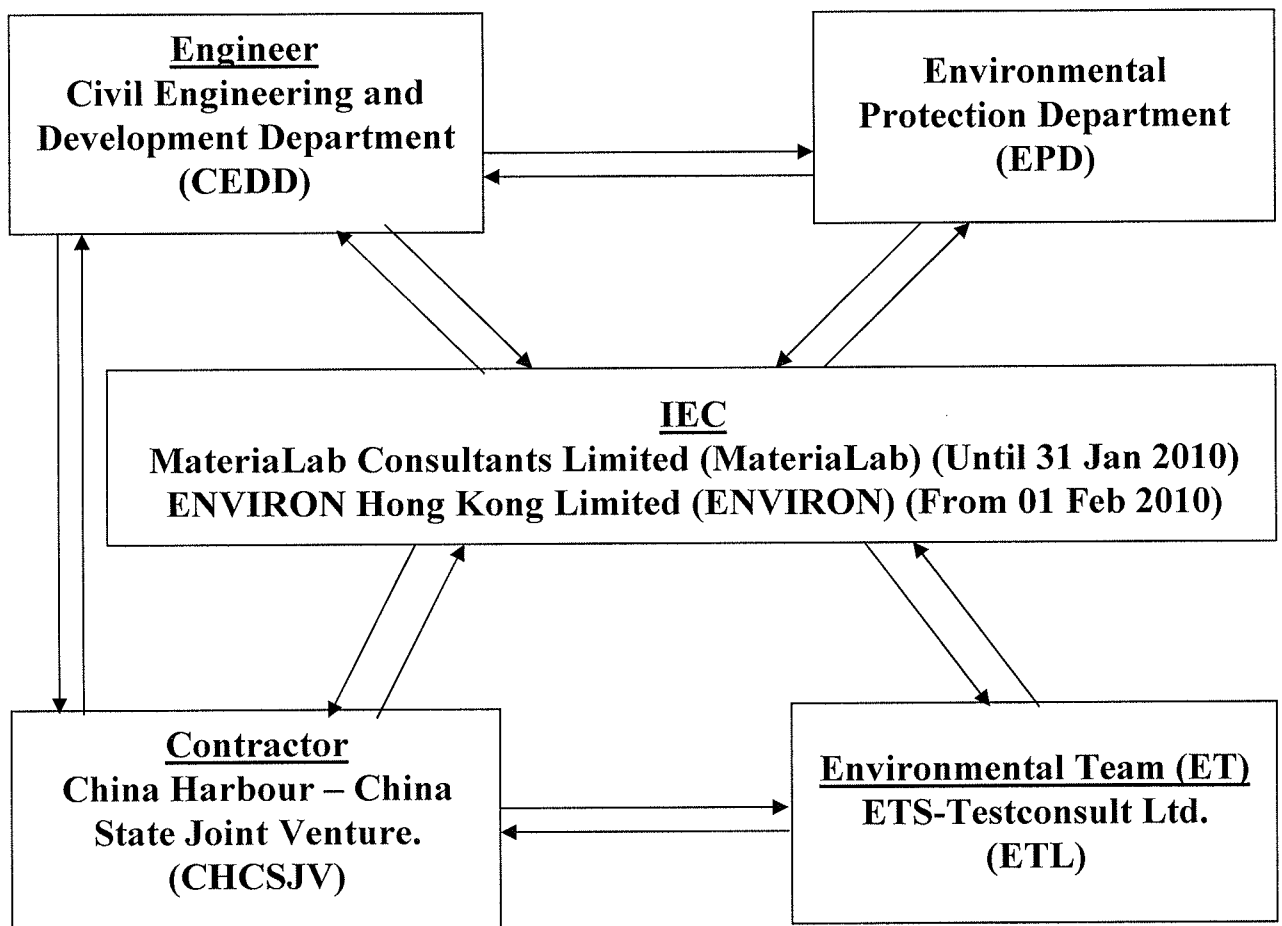 Engineer
Civil Engineering and
Development Department
(CEDD)
Environmental
Protection Department
(EPD)
IEC
MateriaLab Consultants Limited (MateriaLab) (Until 31 Jan 2010)
ENVIRON Hong Kong Limited (ENVIRON) (From 01 Feb 2010)
Contractor
China Harbour – China
State Joint Venture.
(CHCSJV)
Environmental Team (ET)
ETS-Testconsult Ltd.
(ETL)